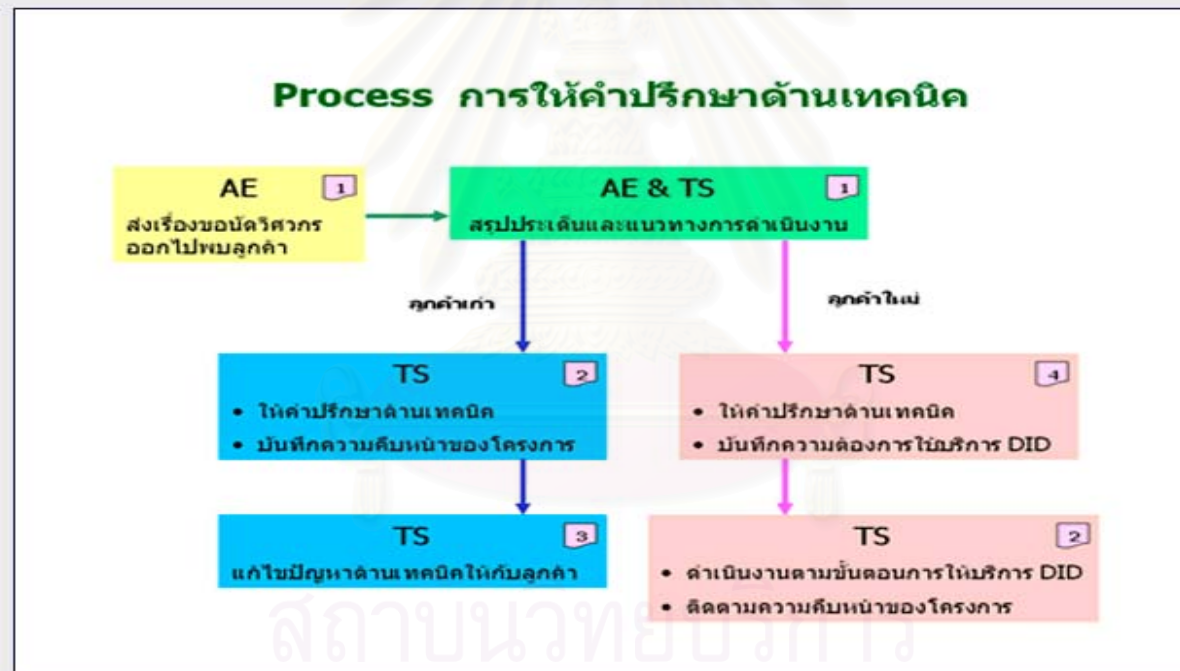 Process การให้คำปรึกษาด้านเทคนิค
AE 1
ส่งเรื่องขอนัดวิศวกร
ออกไปพบลูกค้า
AE & TS 1
สรุปประเด็นและแนวทางการดำเนินงาน
ลูกค้าเก่า
ลูกค้าใหม่
TS 2
• ให้คำปรึกษาด้านเทคนิค
• บันทึกความคืบหน้าของโครงการ
TS 3
แก้ไขปัญหาด้านเทคนิคให้กับลูกค้า
TS 4
• ให้คำปรึกษาด้านเทคนิค
• บันทึกความต้องการใช้บริการ DID
TS 2
• ดำเนินงานตามขั้นตอนการให้บริการ DID
• ติดตามความคืบหน้าของโครงการ
สถาบันวิทยบริการ